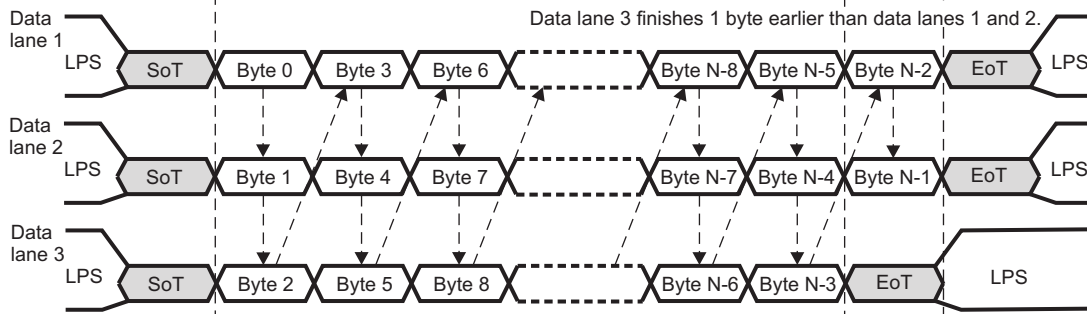 Data lane 3 finishes 1 byte earlier than data lanes 1 and 2.
Data
lane 1
LPS
SoT
Byte 0
Byte 3
Byte 6
Byte N-8
Byte N-5
Byte N-2
EoT
LPS
Data
lane 2
LPS
SoT
Byte 1
Byte 4
Byte 7
Byte N-7
Byte N-4
Byte N-1
EoT
LPS
Data
lane 3
LPS
SoT
Byte 2
Byte 5
Byte 8
Byte N-6
Byte N-3
EoT
LPS